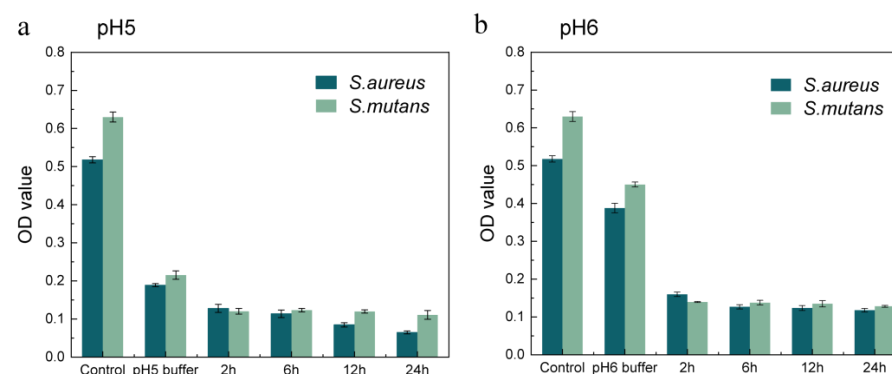 a pH5
0.8
0.7
0.6
0.5
0.4
0.3
0.2
0.1
0.0
OD value
S.aureus
S.mutans
Control pH5 buffer 2h 6h 12h 24h
b pH6
0.8
0.7
0.6
0.5
0.4
0.3
0.2
0.1
0.0
OD value
S.aureus
S.mutans
Control pH6 buffer 2h 6h 12h 24h